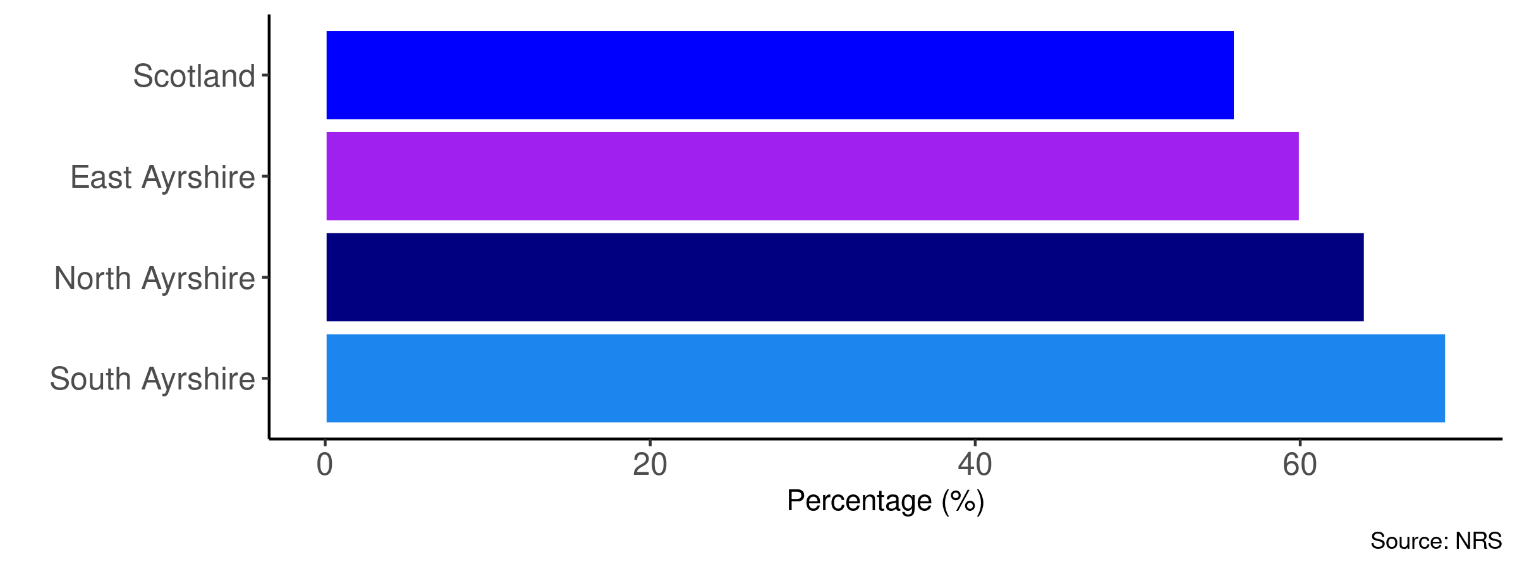 Scotland
East Ayrshire
North Ayrshire
South Ayrshire
0 20 40 60
Percentage (%)
Source: NRS